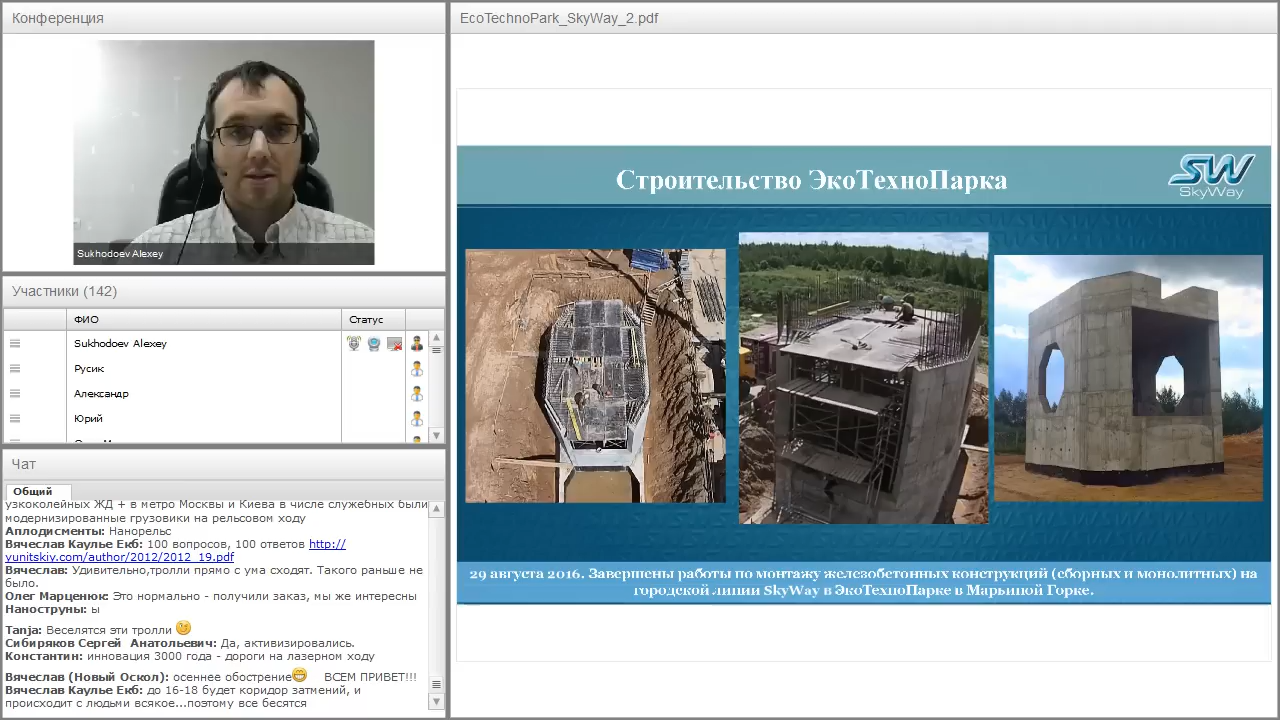 Конференция
Sukhodoev Alexey
Участники (142)
ФИО
Статус
Sukhodoev Alexey
Русик
Александр
Юрий
Чат
Общий
узкоколейных ЖД + в метро Москвы и Киева в числе служебных были
модернизированные грузовики на рельсовом ходу
Аплодисменты: Нанорельс
Вячеслав Каулье Екб: 100 вопросов, 100 ответов http://
yunitskiy.com/author/2012/2012_19.pdf
Вячеслав: Удивительно,тролли прямо с ума сходят. Такого раньше не
было.
Олег Марценюк: Это нормально - получили заказ, мы же интересны
Наноструны: ы
Tanja: Веселятся эти тролли
Сибиряков Сергей Анатольевич: Да, активизировались.
Константин: инновация 3000 года - дороги на лазерном ходу
Вячеслав (Новый Оскол): осеннее обострение ВСЕМ ПРИВЕТ!!!
Вячеслав Каулье Екб: до 15-18 будет коридор затмений, и
происходит с людьми всякое...поэтому все бесятся
EcoTechnoPark_SkyWay_2.pdf
Строительство ЭкоТехноПарка
SW
SkyWay
29 августа 2016. Завершены работы по монтажу железобетонных конструкций (сборных и монолитных) на
городской линии SkyWay в ЭкоТехноПарке в Марьиной Горке.